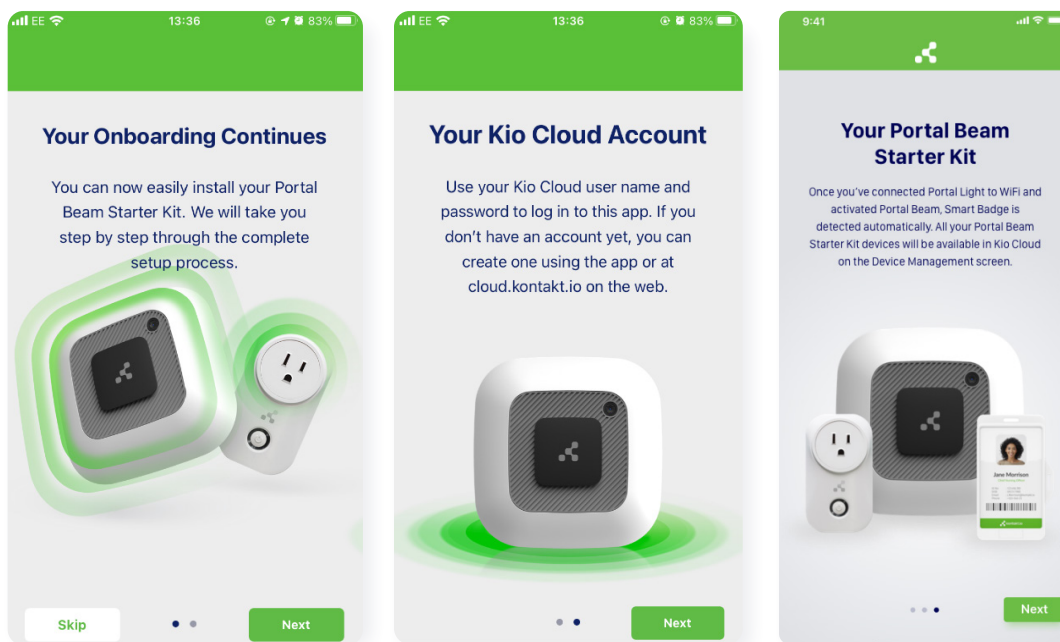 EE 13:36 83%
Your Onboarding Continues
You can now easily install your Portal
Beam Starter Kit. We will take you
step by step through the complete
setup process.
Skip
Next
EE 13:36 83%
Your Kio Cloud Account
Use your Kio Cloud user name and
password to log in to this app. If you
don't have an account yet, you can
create one using the app or at
cloud.kontakt.io on the web.
Next
9:41
Your Portal Beam
Starter Kit
Once you've connected Portal Light to WiFi and
activated Portal Beam, Smart Badge is
detected automatically. All your Portal Beam
Starter Kit devices will be available in Kio Cloud
on the Device Management screen.
Jane Morrison
Next